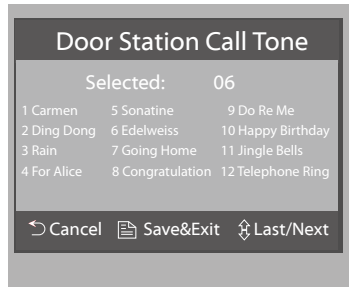 Door Station Call Tone
Selected: 06
1 Carmen 5 Sonatine 9 Do Re Me
2 Ding Dong 6 Edelweiss 10 Happy Birthday
3 Rain 7 Going Home 11 Jingle Bells
4 For Alice 8 Congratulation 12 Telephone Ring
Cancel Save&Exit Last/Next